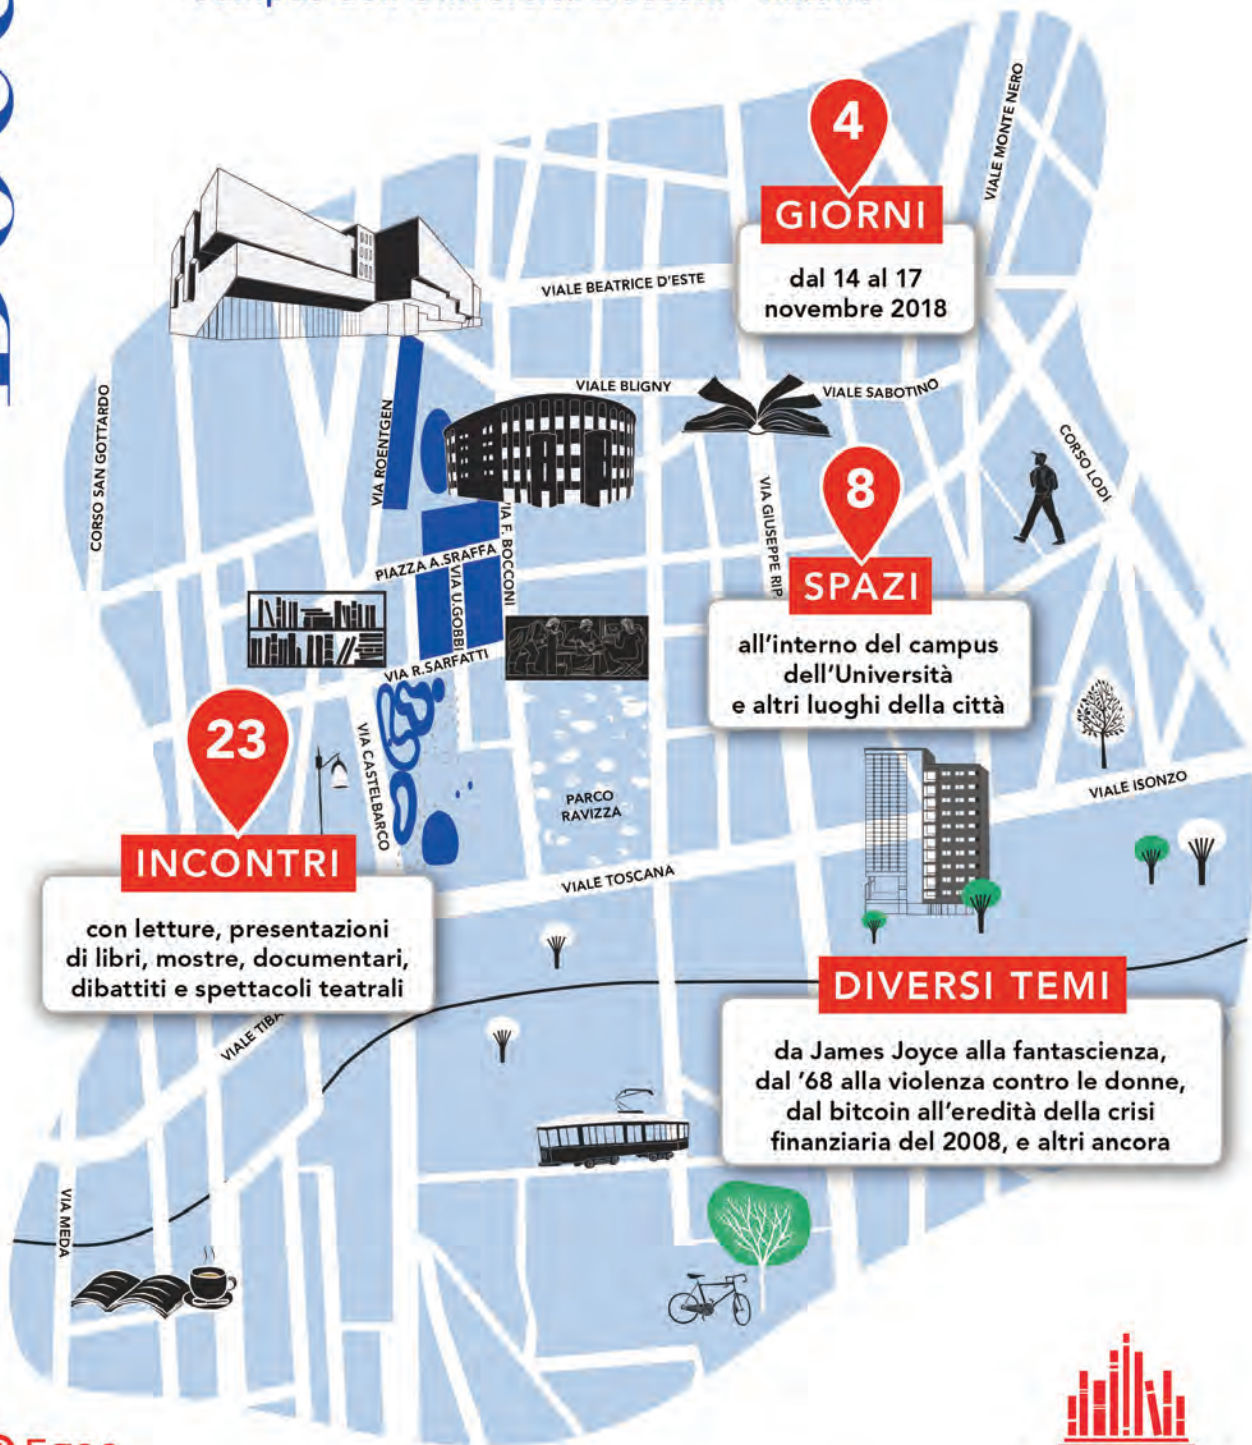 4
GIORNI
dal 14 al 17
novembre 2018
VIALE MONTE NERO
VIALE BEATRICE D'ESTE
VIALE BLIGNY
VIALE SABOTINO
CORSO SAN GOTTARDO
VIA ROENTGEN
CORSO LODI
8
SPAZI
all'interno del campus
dell'Università
e altri luoghi della città
VIA GIUSEPPE RIP
VIA F. BOCCONI
PIAZZA A.SRAFFA
VIA U.GOBBI
VIA R.SARFATTI
23
INCONTRI
con letture, presentazioni
di libri, mostre, documentari,
dibattiti e spettacoli teatrali
VIA CASTELBARCO
PARCO
RAVIZZA
VIALE ISONZO
VIALE TOSCANA
DIVERSI TEMI
da James Joyce alla fantascienza,
dal '68 alla violenza contro le donne,
dal bitcoin all'eredità della crisi
finanziaria del 2008, e altri ancora
VIALE TIBA
VIA MEDA